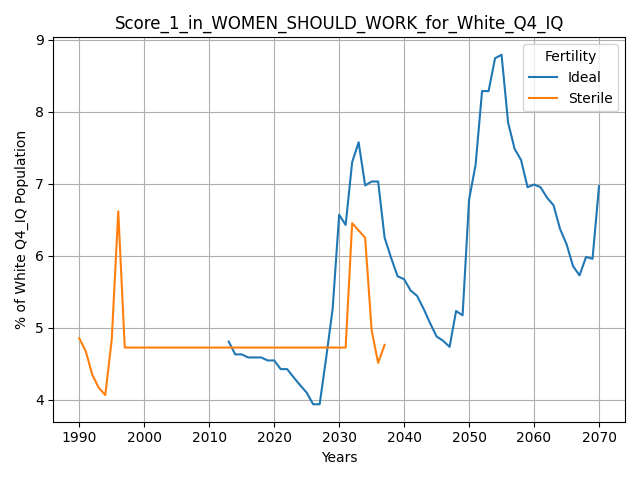 Score_1_in_WOMEN_SHOULD_WORK_for_White_Q4_IQ
% of White Q4_IQ Population
9
8
7
6
5
4
Fertility
Ideal
Sterile
1990 2000 2010 2020 2030 2040 2050 2060 2070
Years